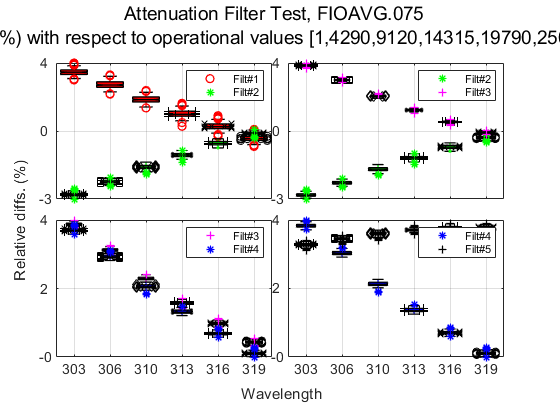 Attenuation Filter Test, FIOAVG.075
%) with respect to operational values [1,4290,9120,14315,19790,250
4
0
-3
Filt#1
Filt#2
4
0
-3
Filt#2
Filt#3
4
2
-0
303 306 310 313 316 319
Filt#3
Filt#4
4
2
-0
303 306 310 313 316 319
Filt#4
Filt#5
Relative diffs. (%)
Wavelength